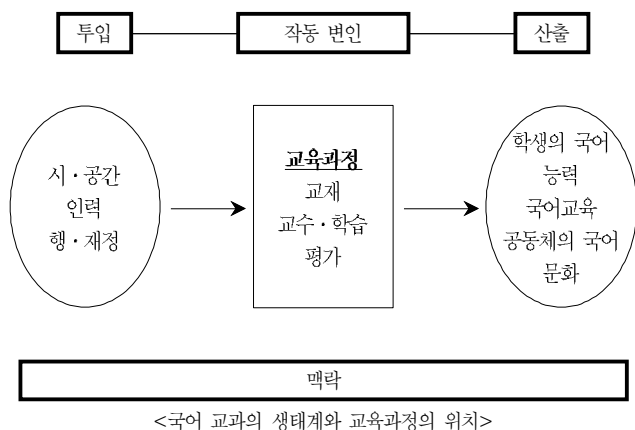 투입
작동 변인
산출
시·공간
인력
행·재정
교육과정
교재
교수·학습
평가
학생의 국어
능력
국어교육
공동체의 국어
문화
맥락
<국어 교과의 생태계와 교육과정의 위치>